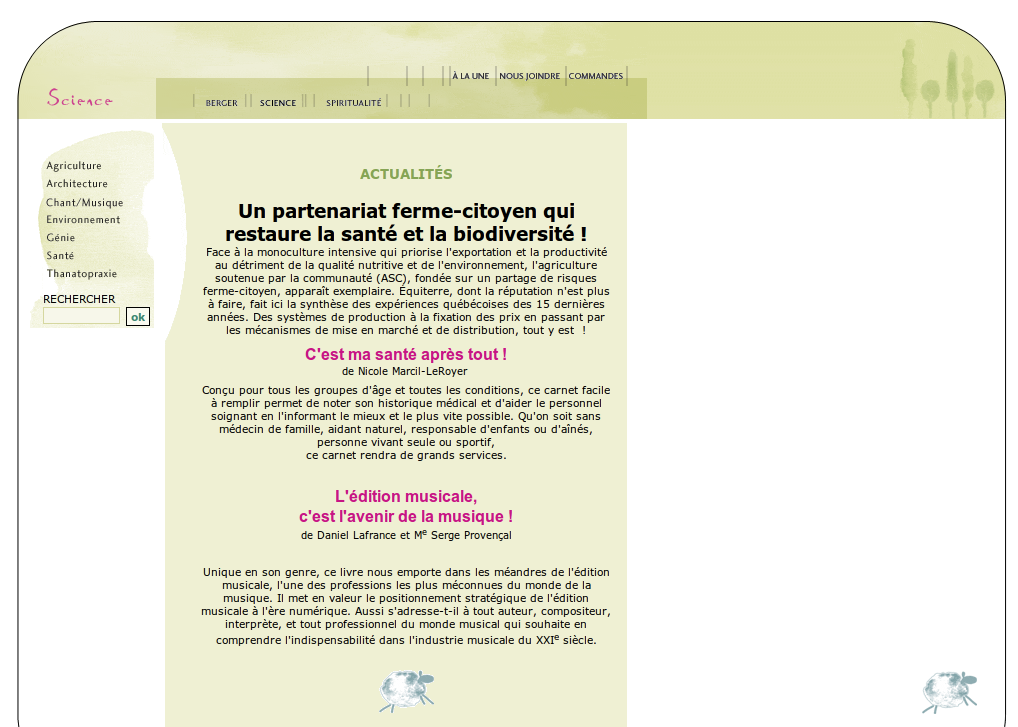 À LA UNE NOUS JOINDRE COMMANDES
Science
BERGER SCIENCE SPIRITUALITÉ
Agriculture
Architecture
Chant/Musique
Environnement
Génie
Santé
Thanatopraxie
RECHERCHER
ok
ACTUALITÉS
Un partenariat ferme-citoyen qui
restaure la santé et la biodiversité !
Face à la monoculture intensive qui priorise l'exportation et la productivité
au détriment de la qualité nutritive et de l'environnement, l'agriculture
soutenue par la communauté (ASC), fondée sur un partage de risques
ferme-citoyen, apparaît exemplaire. Équiterre, dont la réputation n'est plus
à faire, fait ici la synthèse des expériences québécoises des 15 dernières
années. Des systèmes de production à la fixation des prix en passant par
les mécanismes de mise en marché et de distribution, tout y est  !
C'est ma santé après tout !
de Nicole Marcil-LeRoyer
Conçu pour tous les groupes d'âge et toutes les conditions, ce carnet facile
à remplir permet de noter son historique médical et d'aider le personnel
soignant en l'informant le mieux et le plus vite possible. Qu'on soit sans
médecin de famille, aidant naturel, responsable d'enfants ou d'aînés,
personne vivant seule ou sportif,
ce carnet rendra de grands services.
L'édition musicale,
c'est l'avenir de la musique !
de Daniel Lafrance et Me Serge Provençal
Unique en son genre, ce livre nous emporte dans les méandres de l'édition
musicale, l'une des professions les plus méconnues du monde de la
musique. Il met en valeur le positionnement stratégique de l'édition
musicale à l'ère numérique. Aussi s'adresse-t-il à tout auteur, compositeur,
interprète, et tout professionnel du monde musical qui souhaite en
comprendre l'indispensabilité dans l'industrie musicale du XXIe siècle.